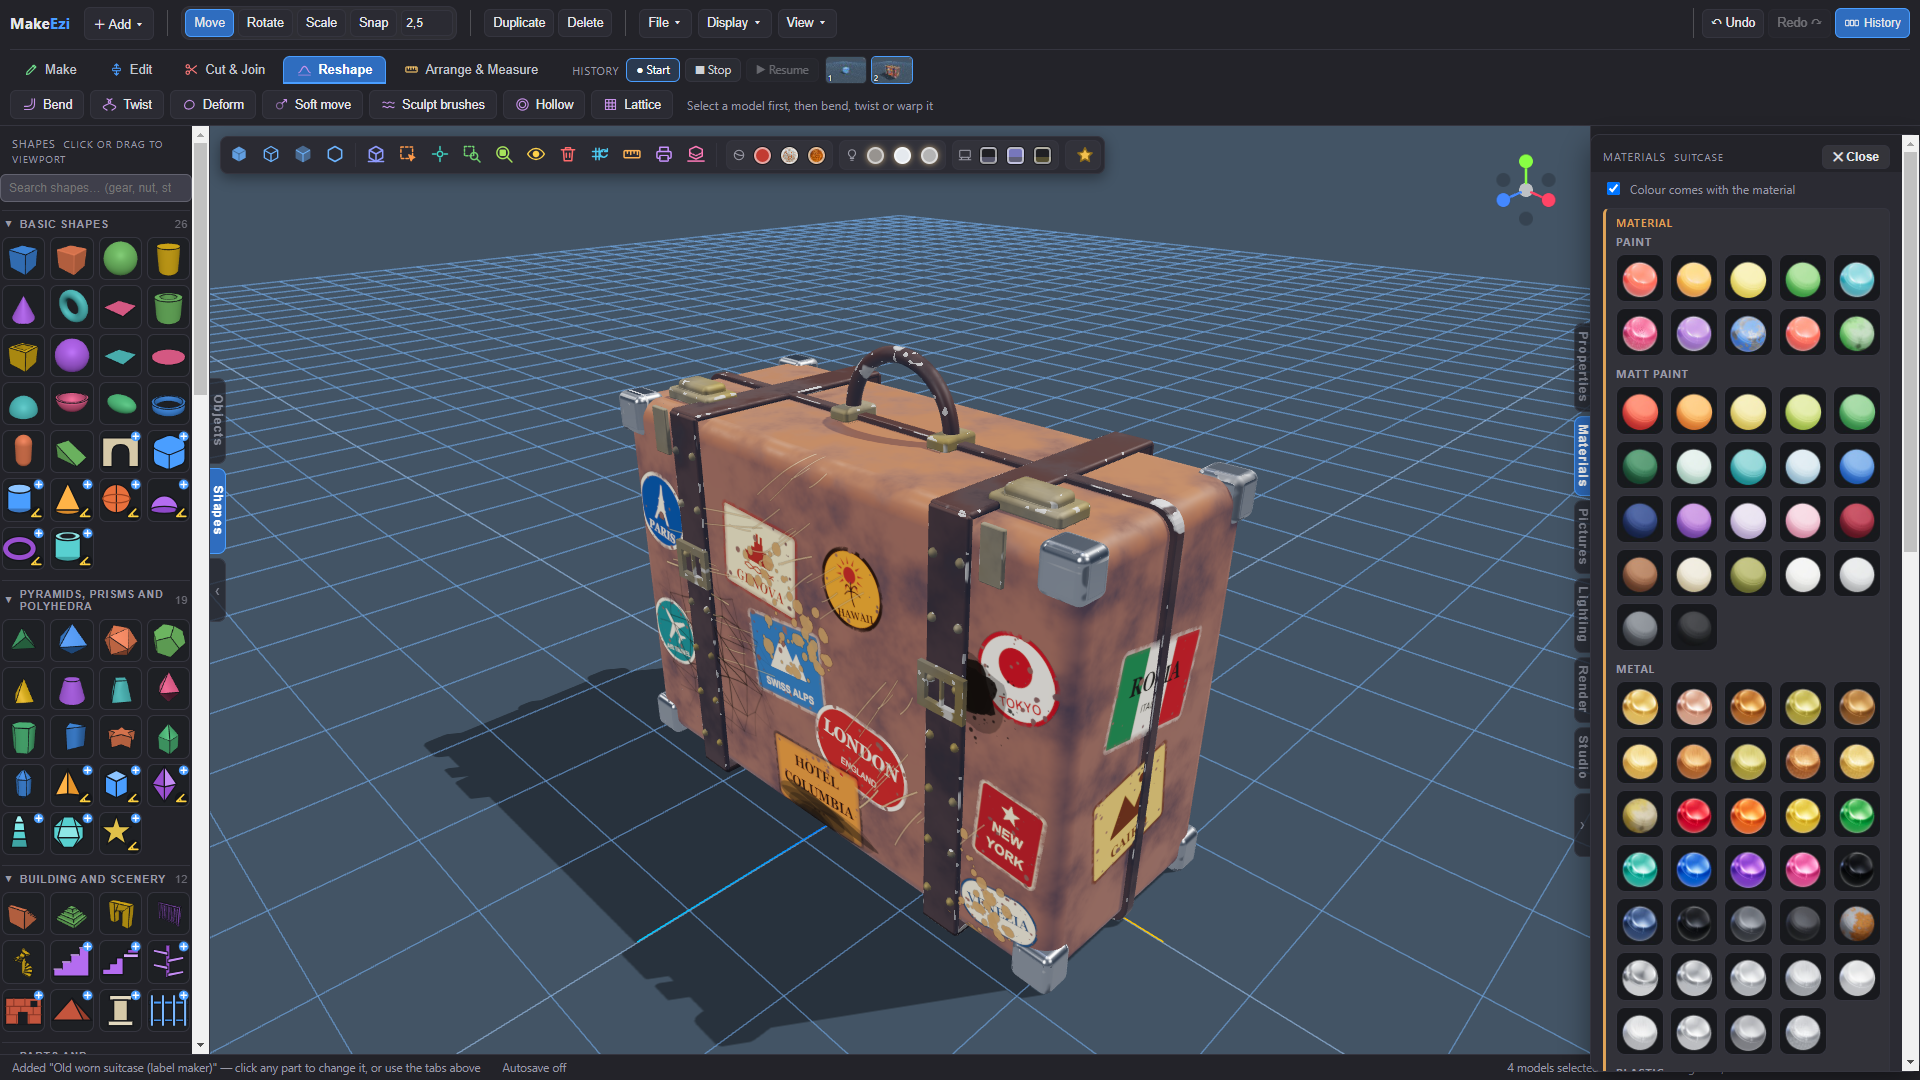 MakeEzi
+ Add
Move
Rotate
Scale
Snap
2,5
Duplicate
Delete
File
Display
View
Undo
Redo
History
Make
Edit
Cut & Join
Reshape
Arrange & Measure
HISTORY
Start
Stop
Resume
1
2
Bend
Twist
Deform
Soft move
Sculpt brushes
Hollow
Lattice
Select a model first, then bend, twist or warp it
SHAPES CLICK OR DRAG TO
VIEWPORT
Search shapes... (gear, nut, st
BASIC SHAPES 26
PYRAMIDS, PRISMS AND
POLYHEDRA 19
BUILDING AND SCENERY 12
Objects
Shapes
PARIS
GENOVA
HAWAII
SWISS ALPS
LONDON
ENGLAND
HOTEL
COLUMBIA
TOKYO
ROMA
NEW
YORK
VENEZIA
Properties
Materials
Pictures
Lighting
Render
Studio
MATERIALS SUITCASE
Close
Colour comes with the material
MATERIAL
PAINT
MATT PAINT
METAL
Added "Old worn suitcase (label maker)" — click any part to change it, or use the tabs above
Autosave off
4 models selected